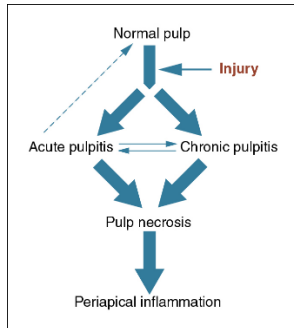 Normal pulp
Injury
Acute pulpitis
Chronic pulpitis
Pulp necrosis
Periapical inflammation